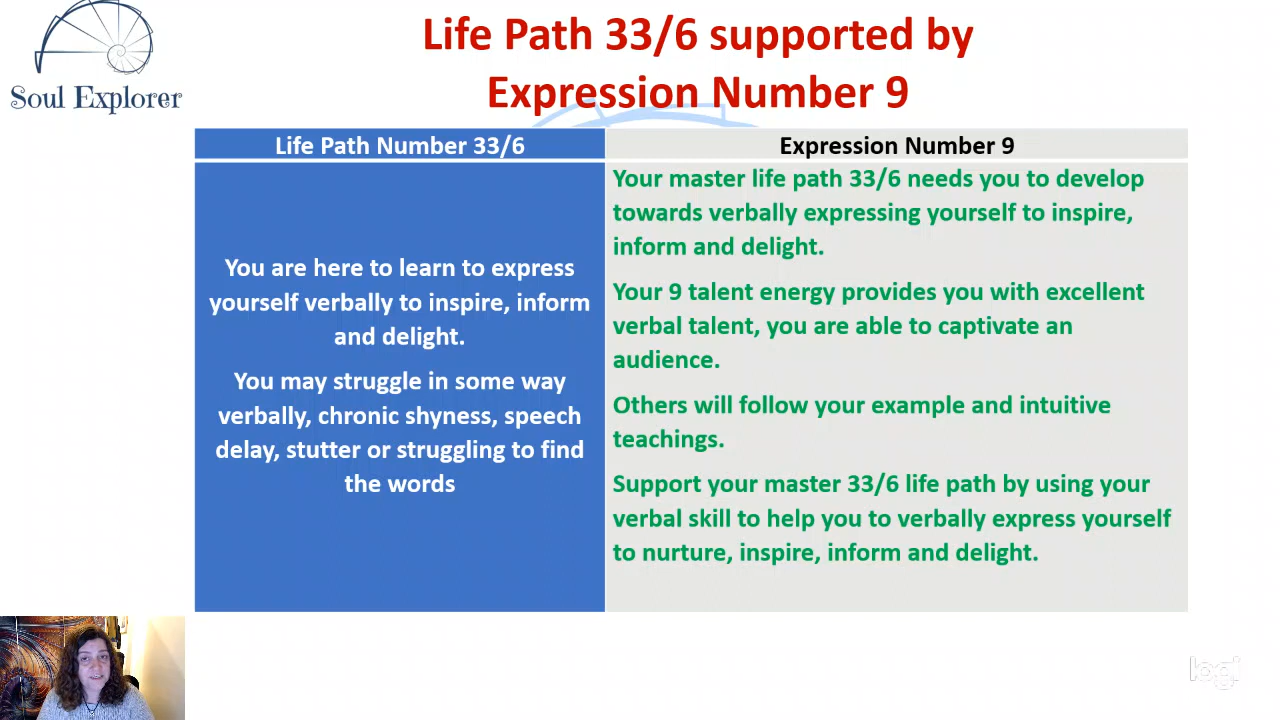 Life Path 33/6 supported by
Expression Number 9
Soul Explorer
Life Path Number 33/6
Expression Number 9
You are here to learn to express
yourself verbally to inspire, inform
and delight.
You may struggle in some way
verbally, chronic shyness, speech
delay, stutter or struggling to find
the words
Your master life path 33/6 needs you to develop
towards verbally expressing yourself to inspire,
inform and delight.
Your 9 talent energy provides you with excellent
verbal talent, you are able to captivate an
audience.
Others will follow your example and intuitive
teachings.
Support your master 33/6 life path by using your
verbal skill to help you to verbally express yourself
to nurture, inspire, inform and delight.
logi